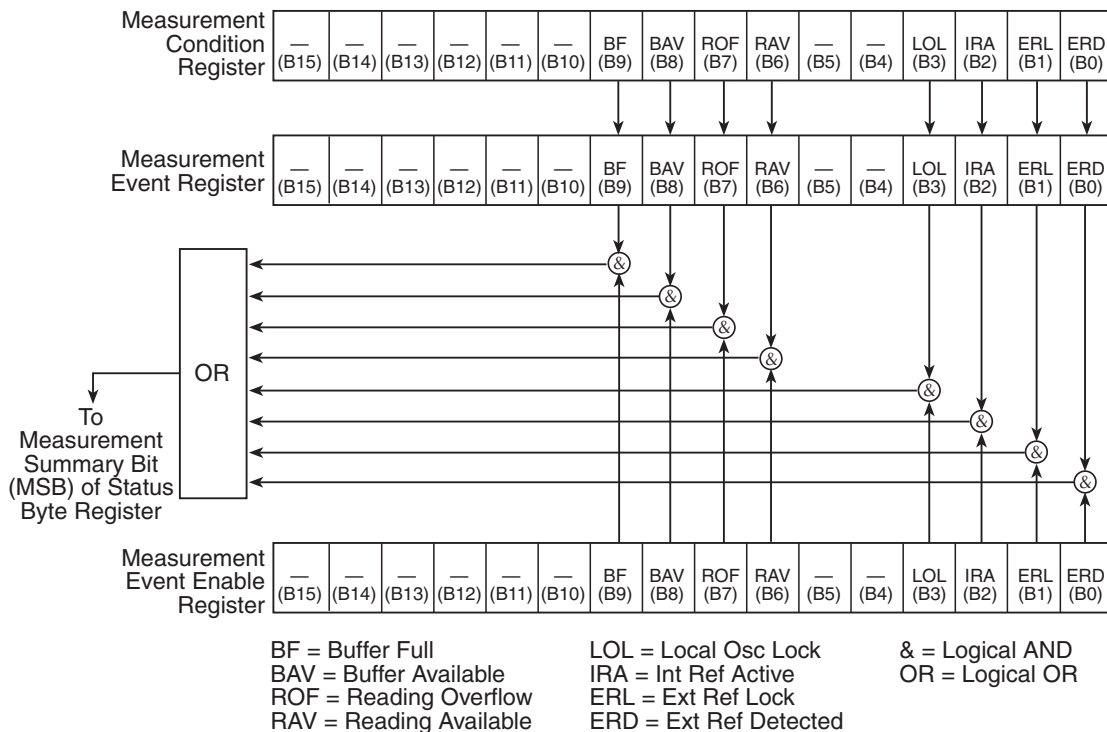 Measurement
Condition
Register
— — — — — — BF BAV ROF RAV — — LOL IRA ERL ERD
(B15) (B14) (B13) (B12) (B11) (B10) (B9) (B8) (B7) (B6) (B5) (B4) (B3) (B2) (B1) (B0)
Measurement
Event Register
— — — — — — BF BAV ROF RAV — — LOL IRA ERL ERD
(B15) (B14) (B13) (B12) (B11) (B10) (B9) (B8) (B7) (B6) (B5) (B4) (B3) (B2) (B1) (B0)
&
&
&
&
&
&
&
&
OR
To
Measurement
Summary Bit
(MSB) of Status
Byte Register
Measurement
Event Enable
Register
— — — — — — BF BAV ROF RAV — — LOL IRA ERL ERD
(B15) (B14) (B13) (B12) (B11) (B10) (B9) (B8) (B7) (B6) (B5) (B4) (B3) (B2) (B1) (B0)
BF = Buffer Full
BAV = Buffer Available
ROF = Reading Overflow
RAV = Reading Available
LOL = Local Osc Lock
IRA = Int Ref Active
ERL = Ext Ref Lock
ERD = Ext Ref Detected
& = Logical AND
OR = Logical OR